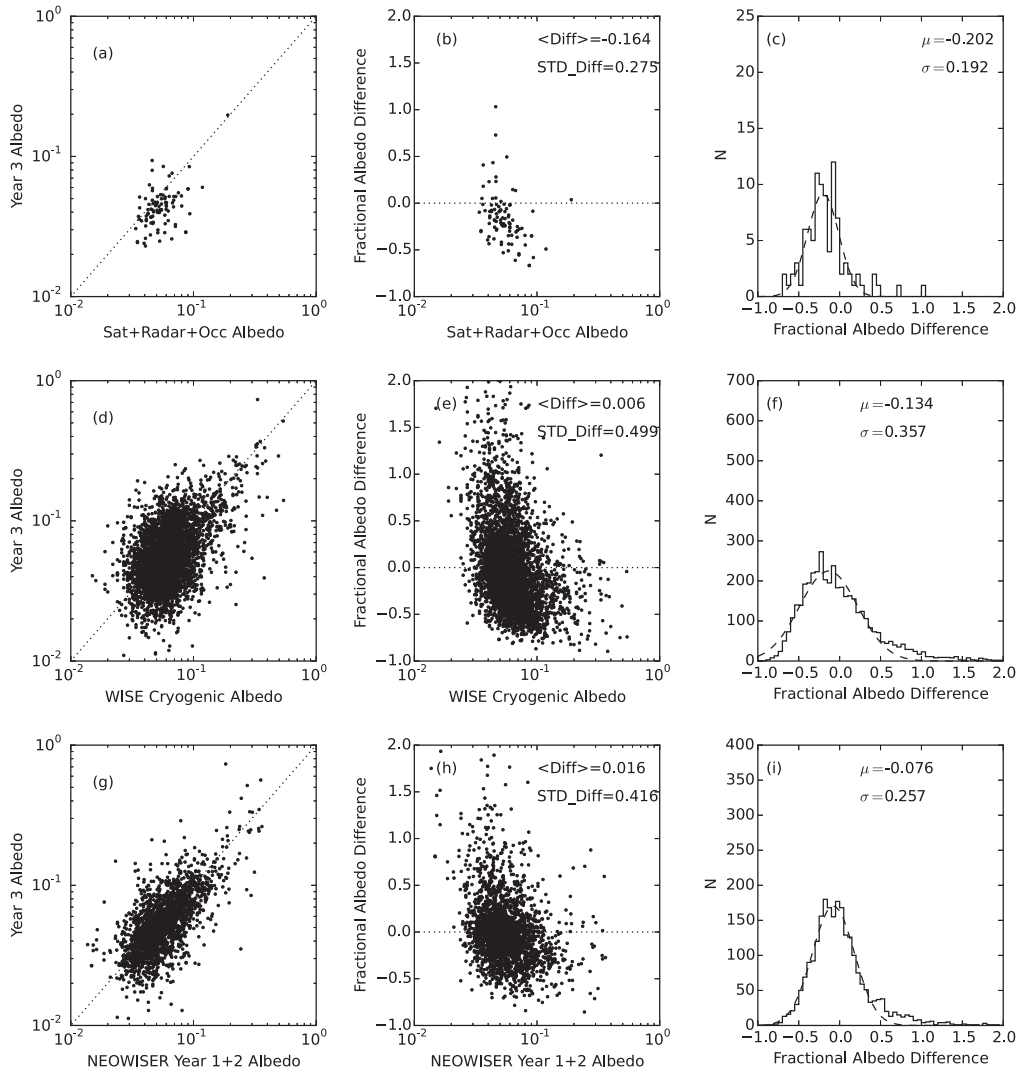 (a)
Year 3 Albedo
10^0
10^-1
10^-2
10^-2 10^-1 10^0
Sat+Radar+Occ Albedo
(b)
<Diff>=-0.164
STD_Diff=0.275
Fractional Albedo Difference
2.0
1.5
1.0
0.5
0.0
−0.5
−1.0
10^-2 10^-1 10^0
Sat+Radar+Occ Albedo
(c)
μ=-0.202
σ=0.192
N
25
20
15
10
5
0
−1.0 −0.5 0.0 0.5 1.0 1.5 2.0
Fractional Albedo Difference
(d)
Year 3 Albedo
10^0
10^-1
10^-2
10^-2 10^-1 10^0
WISE Cryogenic Albedo
(e)
<Diff>=0.006
STD_Diff=0.499
Fractional Albedo Difference
2.0
1.5
1.0
0.5
0.0
−0.5
−1.0
10^-2 10^-1 10^0
WISE Cryogenic Albedo
(f)
μ=-0.134
σ=0.357
N
700
600
500
400
300
200
100
0
−1.0 −0.5 0.0 0.5 1.0 1.5 2.0
Fractional Albedo Difference
(g)
Year 3 Albedo
10^0
10^-1
10^-2
10^-2 10^-1 10^0
NEOWISER Year 1+2 Albedo
(h)
<Diff>=0.016
STD_Diff=0.416
Fractional Albedo Difference
2.0
1.5
1.0
0.5
0.0
−0.5
−1.0
10^-2 10^-1 10^0
NEOWISER Year 1+2 Albedo
(i)
μ=-0.076
σ=0.257
N
400
350
300
250
200
150
100
50
0
−1.0 −0.5 0.0 0.5 1.0 1.5 2.0
Fractional Albedo Difference